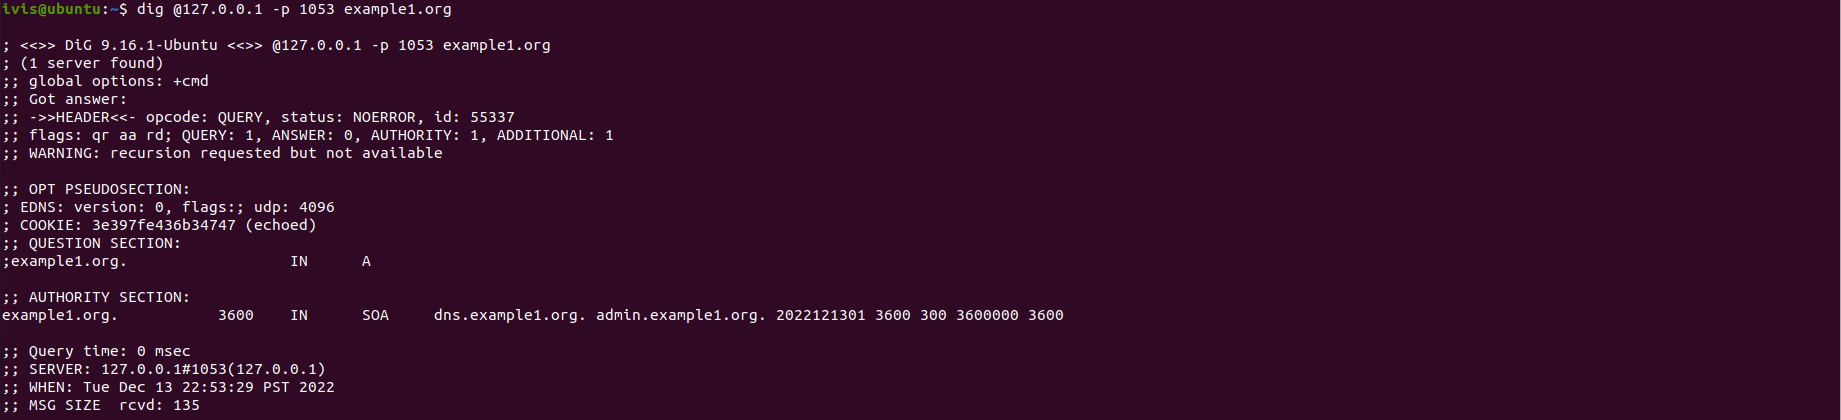 ivis@ubuntu:~$ dig @127.0.0.1 -p 1053 example1.org
; <<>> DiG 9.16.1-Ubuntu <<>> @127.0.0.1 -p 1053 example1.org
; (1 server found)
;; global options: +cmd
;; Got answer:
;; ->>HEADER<<- opcode: QUERY, status: NOERROR, id: 55337
;; flags: qr aa rd; QUERY: 1, ANSWER: 0, AUTHORITY: 1, ADDITIONAL: 1
;; WARNING: recursion requested but not available
;; OPT PSEUDOSECTION:
; EDNS: version: 0, flags:; udp: 4096
; COOKIE: 3e397fe436b34747 (echoed)
;; QUESTION SECTION:
;example1.org. IN A
;; AUTHORITY SECTION:
example1.org. 3600 IN SOA dns.example1.org. admin.example1.org. 2022121301 3600 300 3600000 3600
;; Query time: 0 msec
;; SERVER: 127.0.0.1#1053(127.0.0.1)
;; WHEN: Tue Dec 13 22:53:29 PST 2022
;; MSG SIZE  rcvd: 135